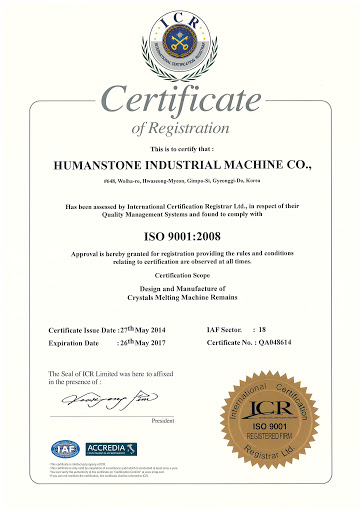 ICR
INTERNATIONAL CERTIFICATION REGISTRAR
Certificate
of Registration
This is to certify that :
HUMANSTONE INDUSTRIAL MACHINE CO.,
#648, Wolha-ro, Hwaseong-Myeon, Gimpo-Si, Gyeonggi-Do, Korea
Has been assessed by International Certification Registrar Ltd., in respect of their
Quality Management Systems and found to comply with
ISO 9001:2008
Approval is hereby granted for registration providing the rules and conditions
relating to certification are observed at all times.
Certification Scope
Design and Manufacture of
Crystals Melting Machine Remains
Certificate Issue Date :27th May 2014
IAF Sector. : 18
Expiration Date : 26th May 2017
Certificate No. : QA048614
The Seal of ICR Limited was here to affixed
in the presence of :
President
IAF
ACCREDIA
International Certification
ICR
ISO 9001
REGISTERED FIRM
Registrar Ltd.